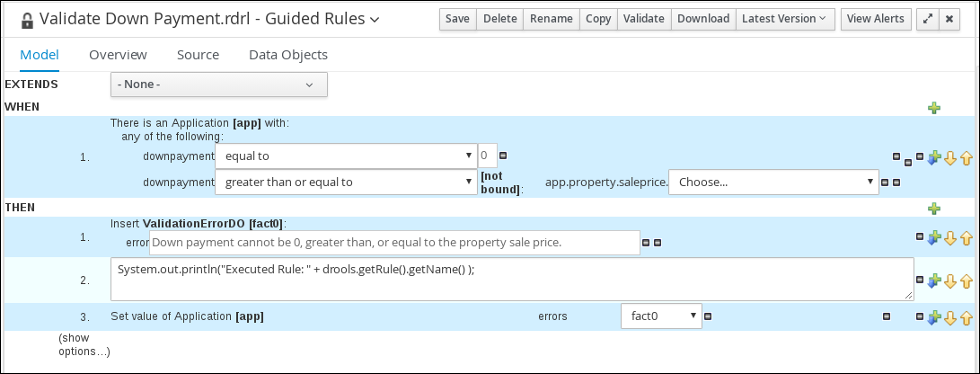 Validate Down Payment.rdrl - Guided Rules
Save Delete Rename Copy Validate Download Latest Version View Alerts
Model Overview Source Data Objects
EXTENDS - None -
WHEN
There is an Application [app] with:
any of the following:
1. downpayment equal to 0
downpayment greater than or equal to [not bound]: app.property.saleprice. Choose...
THEN
Insert ValidationErrorDO [fact0]:
1. error Down payment cannot be 0, greater than, or equal to the property sale price.
2. System.out.println("Executed Rule: " + drools.getRule().getName() );
3. Set value of Application [app] errors fact0
(show
options...)